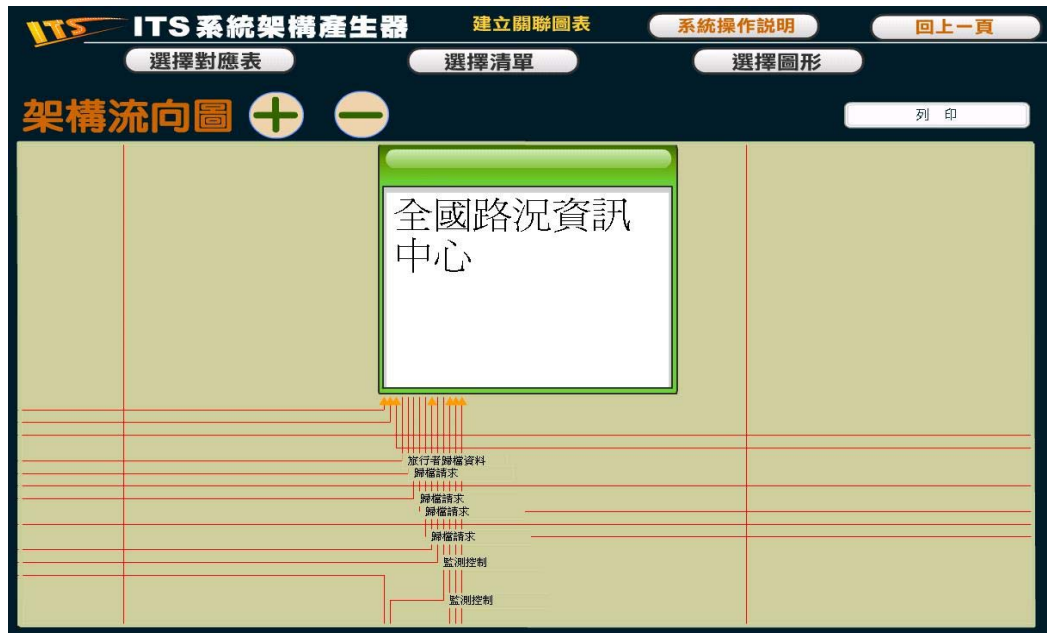 ITS ITS系統架構產生器 建立關聯圖表 系統操作説明 回上一頁
選擇對應表 選擇清單 選擇圖形
架構流向圖 列 印
全國路況資訊
中心
旅行者歸檔資料
歸檔請求
歸檔請求
歸檔請求
歸檔請求
監測控制
監測控制